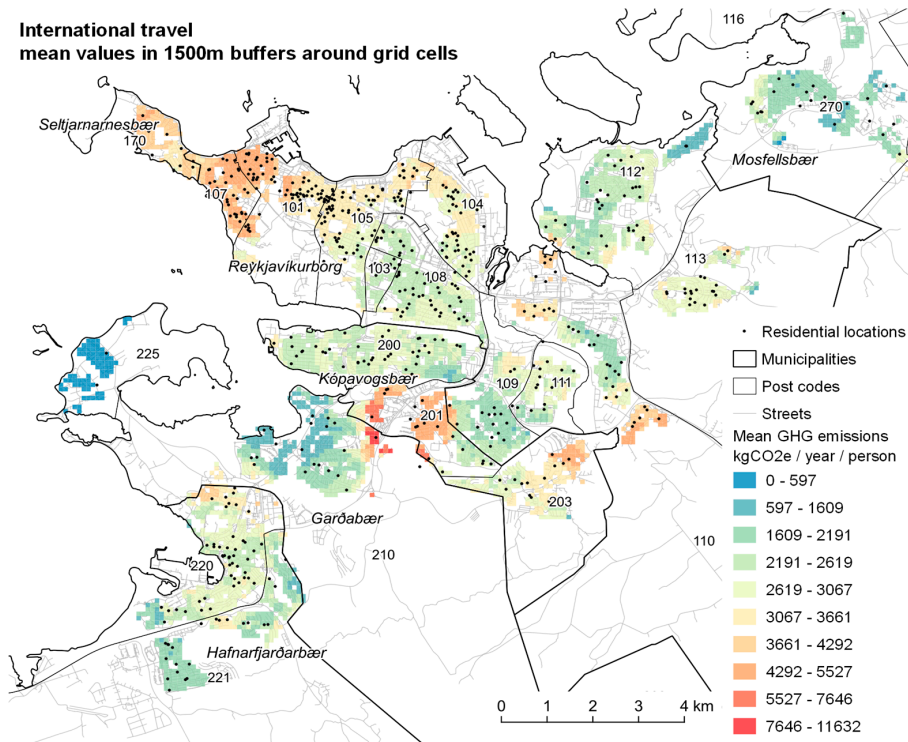 International travel
mean values in 1500m buffers around grid cells
116
270
Seltjarnarnesbær
170
Mosfellsbær
112
107
101
104
105
113
Reykjavíkurborg
103
108
Residential locations
225
200
Municipalities
Kópavogsbær
109
111
Post codes
201
Streets
Mean GHG emissions
kgCO2e / year / person
0 - 597
203
597 - 1609
Garðabær
1609 - 2191
210
110
2191 - 2619
220
2619 - 3067
3067 - 3661
Hafnarfjarðarbær
3661 - 4292
221
4292 - 5527
5527 - 7646
0 1 2 4 km
7646 - 11632